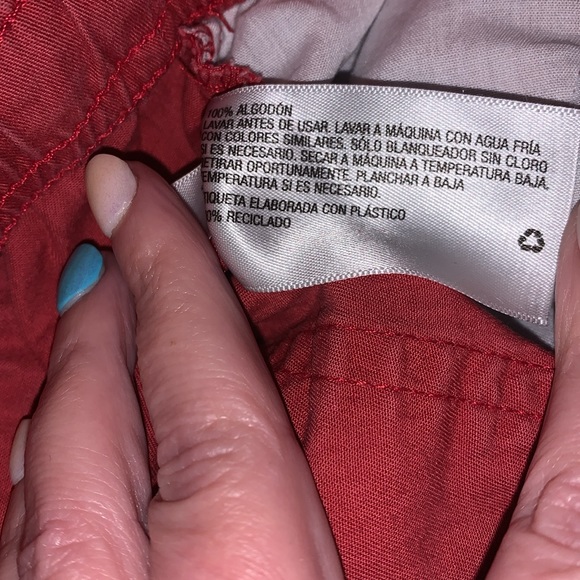 100% ALGODÓN
LAVAR ANTES DE USAR. LAVAR A MÁQUINA CON AGUA FRÍA
CON COLORES SIMILARES. SÓLO BLANQUEADOR SIN CLORO
SI ES NECESARIO. SECAR A MÁQUINA A TEMPERATURA BAJA.
RETIRAR OPORTUNAMENTE. PLANCHAR A BAJA
TEMPERATURA SI ES NECESARIO.
ETIQUETA ELABORADA CON PLÁSTICO
RECICLADO